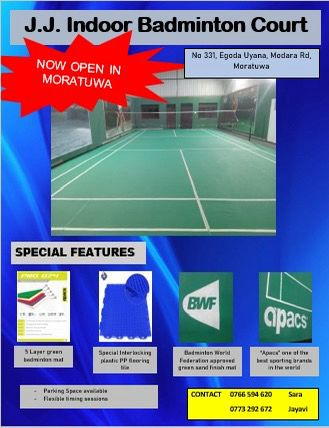 J.J. Indoor Badminton Court
NOW OPEN IN
MORATUWA
No 331, Egoda Uyana, Modara Rd,
Moratuwa
SPECIAL FEATURES
BWF
apacs
5 Layer green
badminton mat
Special Interlocking
plastic PP flooring
tile
Badminton World
Federation approved
green sand finish mat
"Apacs" one of the
best sporting brands
in the world
- Parking Space available
- Flexible timing sessions
CONTACT 0766 594 620 Sara
0773 292 672 Jayavi